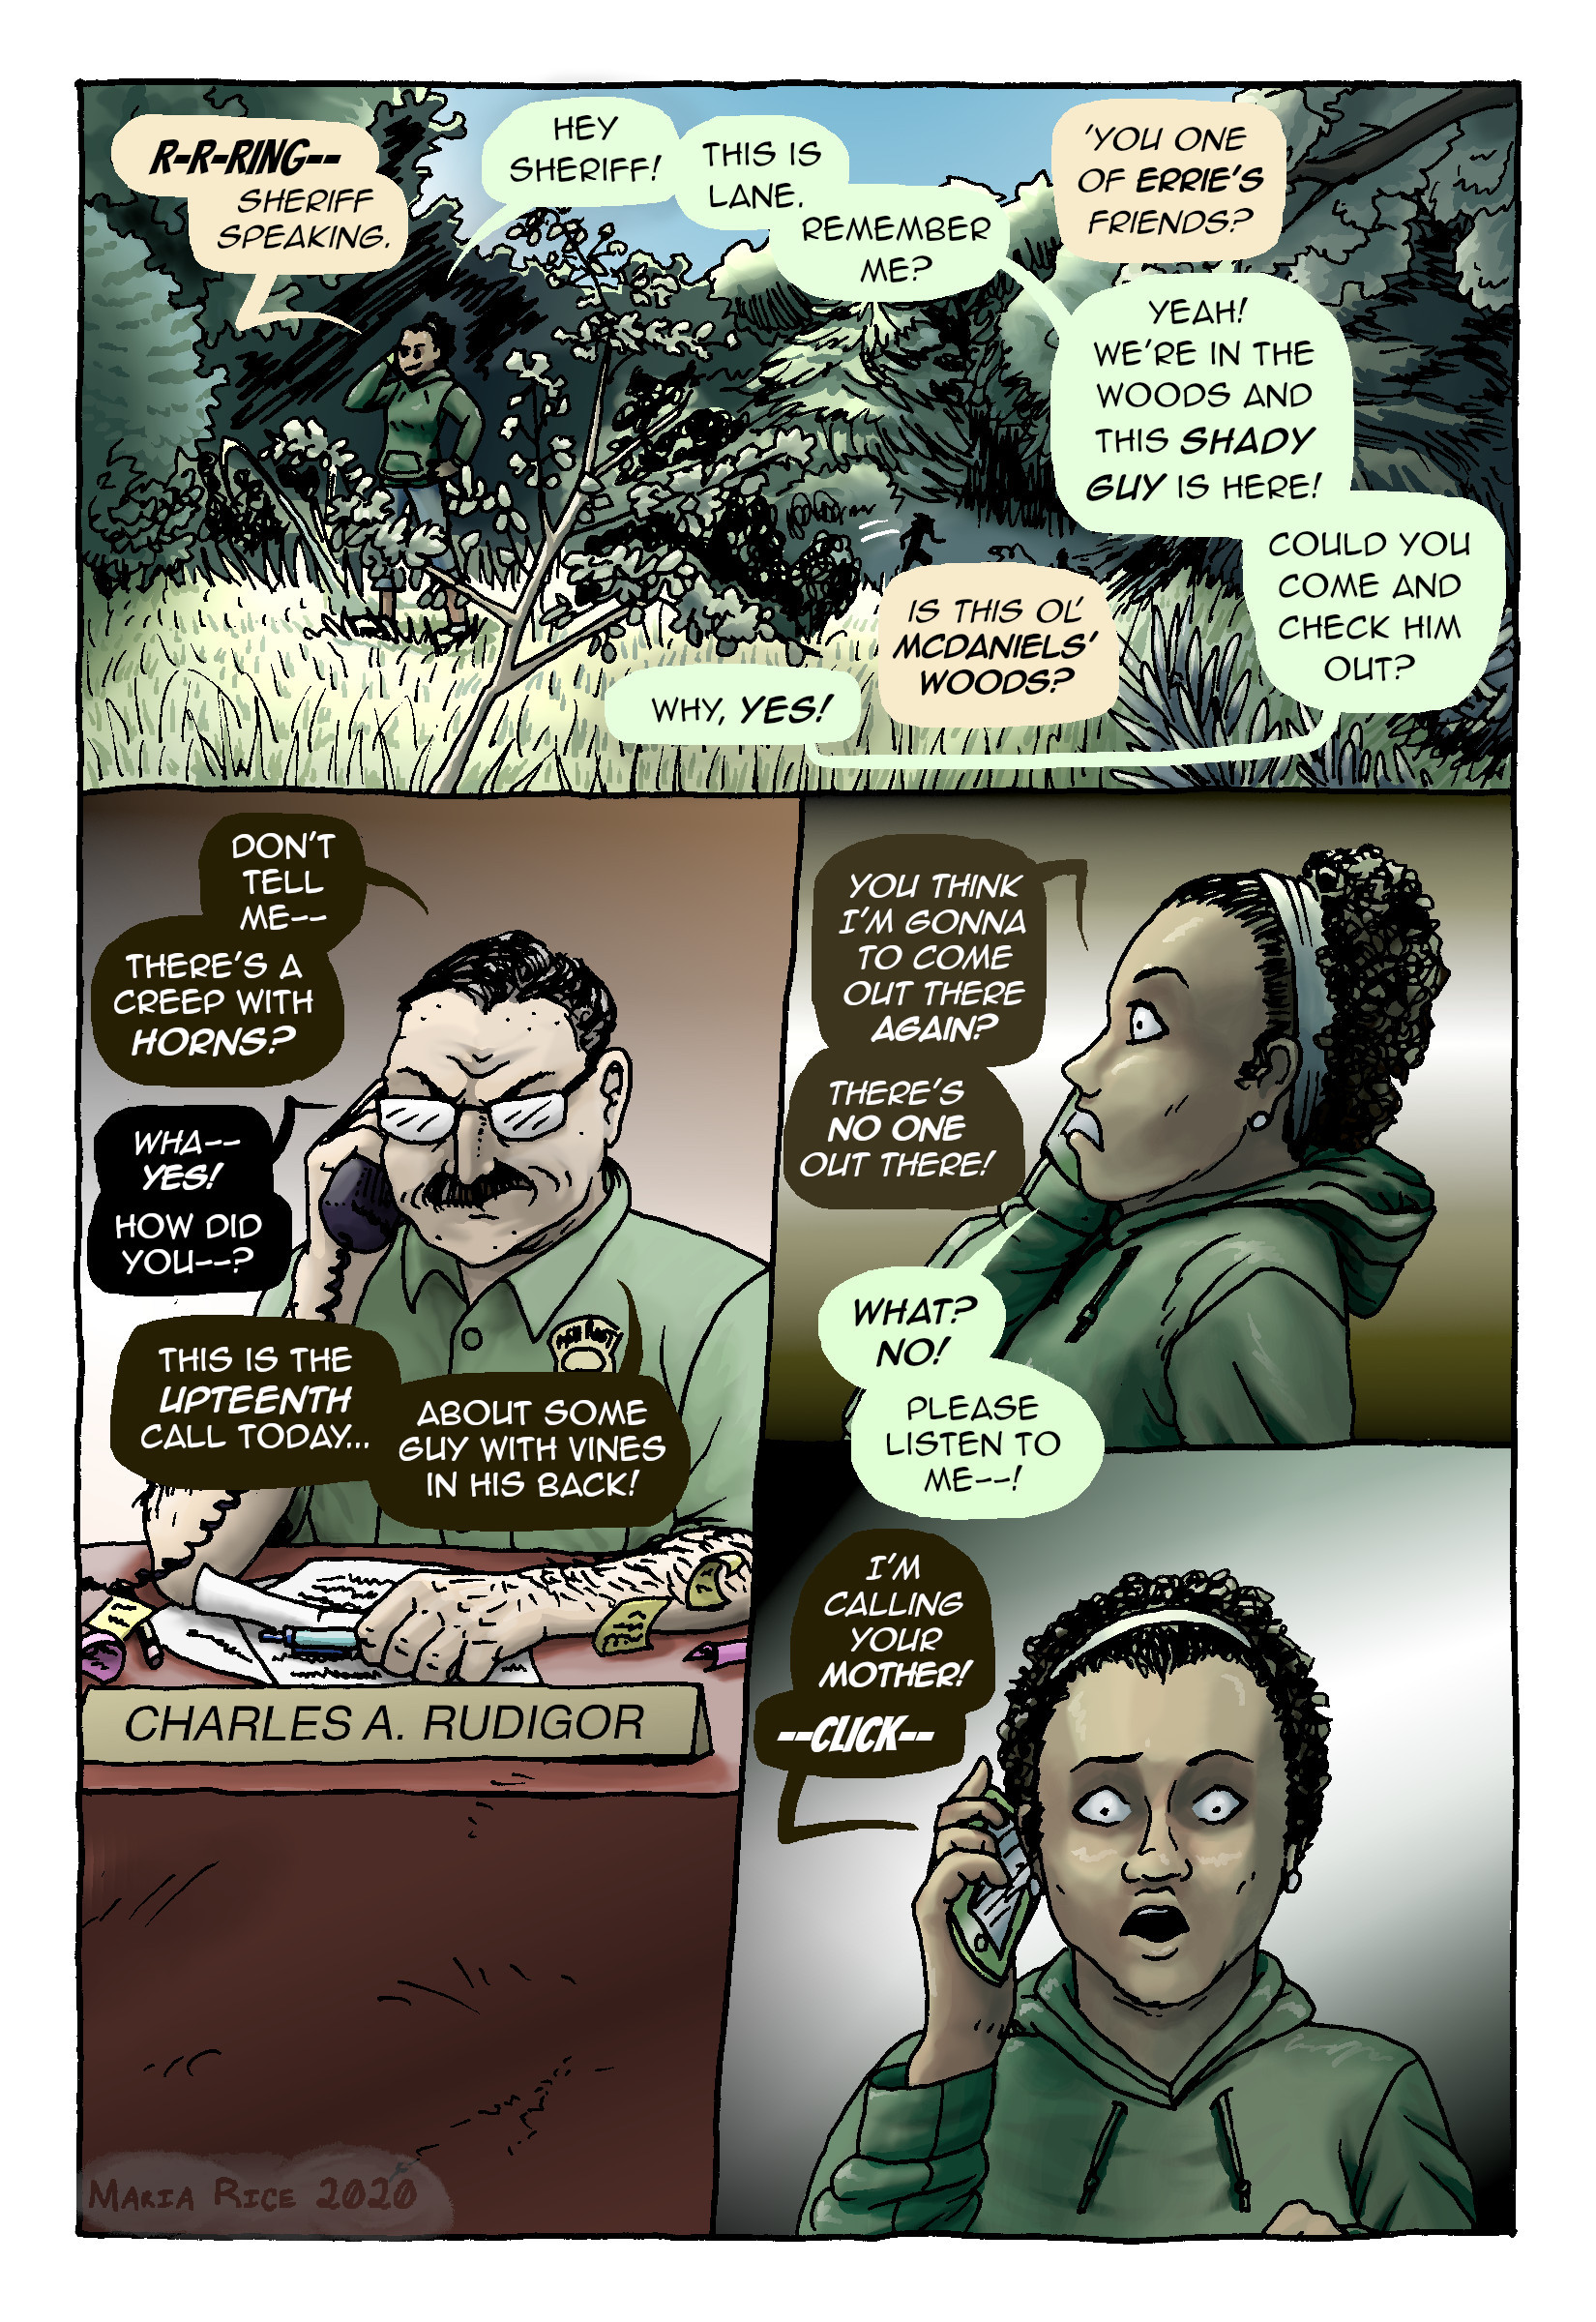 R-R-RING--
SHERIFF
SPEAKING.
HEY
SHERIFF!
THIS IS
LANE.
REMEMBER
ME?
'YOU ONE
OF ERRIE'S
FRIENDS?
YEAH!
WE'RE IN THE
WOODS AND
THIS SHADY
GUY IS HERE!
COULD YOU
COME AND
CHECK HIM
OUT?
IS THIS OL'
MCDANIELS'
WOODS?
WHY, YES!
DON'T
TELL
ME--
THERE'S A
CREEP WITH
HORNS?
WHA--
YES!
HOW DID
YOU--?
THIS IS THE
UPTEENTH
CALL TODAY...
ABOUT SOME
GUY WITH VINES
IN HIS BACK!
CHARLES A. RUDIGOR
YOU THINK
I'M GONNA
TO COME
OUT THERE
AGAIN?
THERE'S
NO ONE
OUT THERE!
WHAT?
NO!
PLEASE
LISTEN TO
ME--!
I'M
CALLING
YOUR
MOTHER!
--CLICK--
MARIA RICE 2020